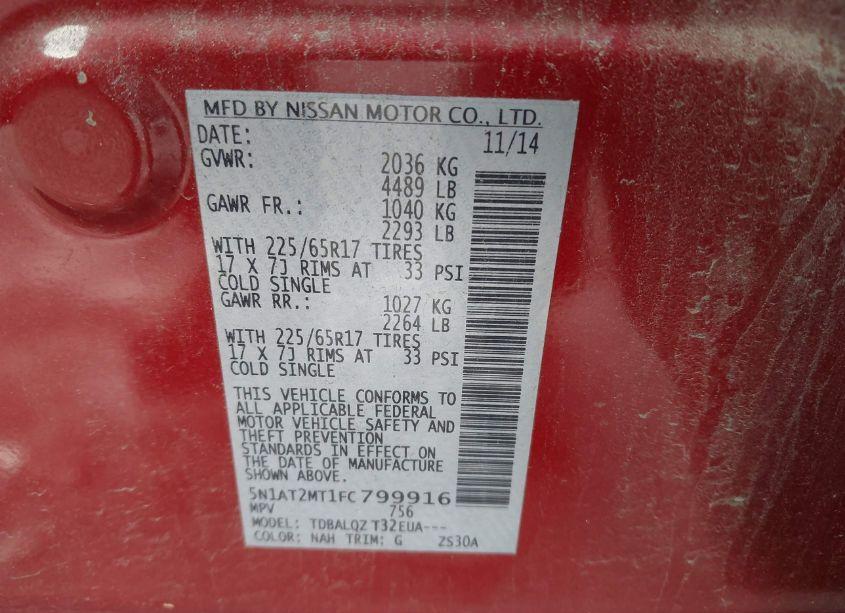 MFD BY NISSAN MOTOR CO., LTD.
DATE: 11/14
GVWR: 2036 KG
4489 LB
GAWR FR.: 1040 KG
2293 LB
WITH 225/65R17 TIRES
17 X 7J RIMS AT 33 PSI
COLD SINGLE
GAWR RR.: 1027 KG
2264 LB
WITH 225/65R17 TIRES
17 X 7J RIMS AT 33 PSI
COLD SINGLE
THIS VEHICLE CONFORMS TO
ALL APPLICABLE FEDERAL
MOTOR VEHICLE SAFETY AND
THEFT PREVENTION
STANDARDS IN EFFECT ON
THE DATE OF MANUFACTURE
SHOWN ABOVE.
5N1AT2MT1FC799916
MPV 756
MODEL: TDBALQZ T32EUA---
COLOR: NAH TRIM: G ZS30A